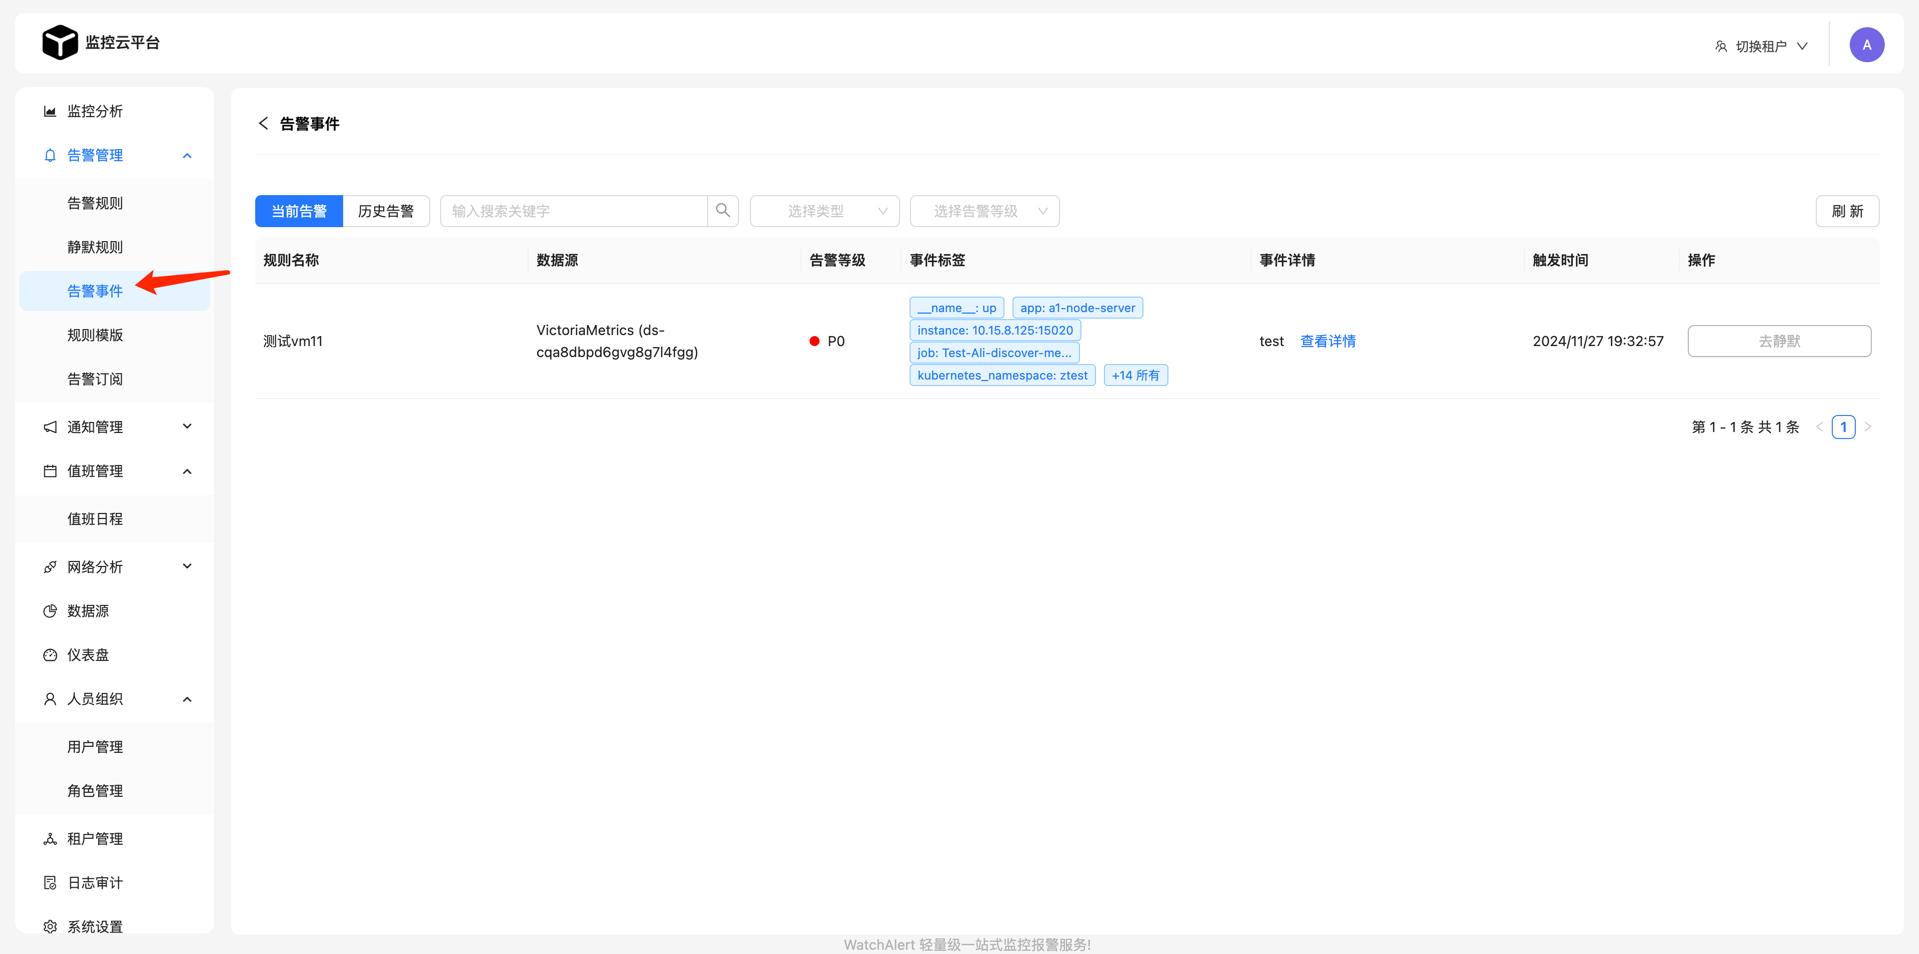 监控云平台
切换租户
A
监控分析
告警管理
告警规则
静默规则
告警事件
规则模版
告警订阅
通知管理
值班管理
值班日程
网络分析
数据源
仪表盘
人员组织
用户管理
角色管理
租户管理
日志审计
系统设置
告警事件
当前告警 历史告警 输入搜索关键字 选择类型 选择告警等级 刷 新
规则名称 数据源 告警等级 事件标签 事件详情 触发时间 操作
测试vm11
VictoriaMetrics (ds-
cqa8dbpd6gvg8g7l4fgg)
P0
__name__: up app: a1-node-server
instance: 10.15.8.125:15020
job: Test-Ali-discover-me...
kubernetes_namespace: ztest +14 所有
test 查看详情
2024/11/27 19:32:57
去静默
第 1 - 1 条 共 1 条 1
WatchAlert 轻量级一站式监控报警服务!